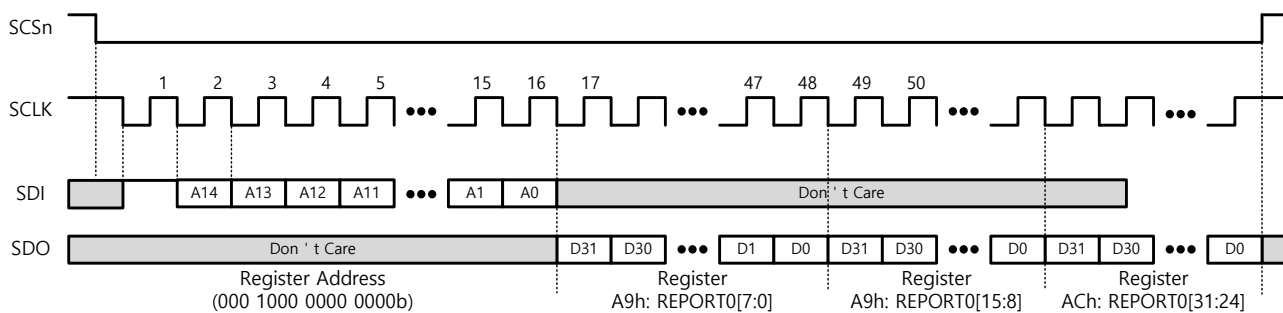 SCSn
1 2 3 4 5 15 16 17 47 48 49 50
SCLK ●●● ●●● ●●● ●●●
SDI A14 A13 A12 A11 ●●● A1 A0 Don ' t Care
SDO Don ' t Care D31 D30 ●●● D1 D0 D31 D30 ●●● D0 D31 D30 ●●● D0
Register Address Register Register Register
(000 1000 0000 0000b) A9h: REPORT0[7:0] A9h: REPORT0[15:8] ACh: REPORT0[31:24]